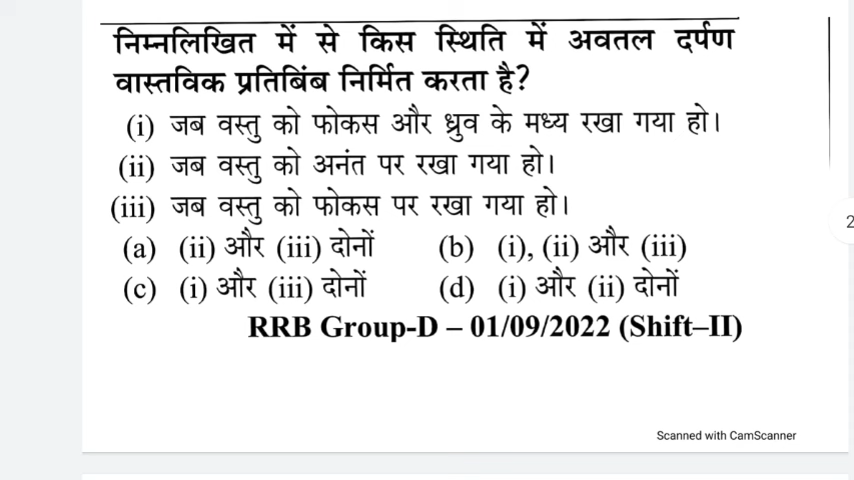 निम्नलिखित में से किस स्थिति में अवतल दर्पण
वास्तविक प्रतिबिंब निर्मित करता है?
(i) जब वस्तु को फोकस और ध्रुव के मध्य रखा गया हो।
(ii) जब वस्तु को अनंत पर रखा गया हो।
(iii) जब वस्तु को फोकस पर रखा गया हो।
(a) (ii) और (iii) दोनों (b) (i), (ii) और (iii)
(c) (i) और (iii) दोनों (d) (i) और (ii) दोनों
RRB Group-D – 01/09/2022 (Shift–II)
Scanned with CamScanner
2